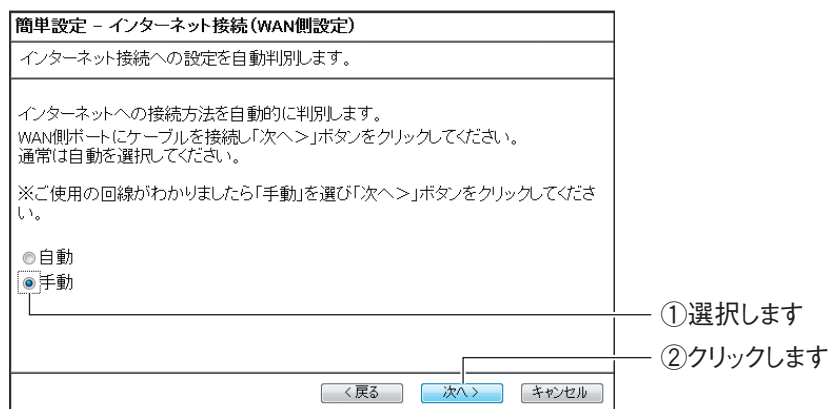 簡単設定 – インターネット接続(WAN側設定)
インターネット接続への設定を自動判別します。
インターネットへの接続方法を自動的に判別します。
WAN側ポートにケーブルを接続し「次へ>」ボタンをクリックしてください。
通常は自動を選択してください。
※ご使用の回線がわかりましたら「手動」を選び「次へ>」ボタンをクリックしてくださ
い。
自動
手動
①選択します
②クリックします
<戻る 次へ> キャンセル